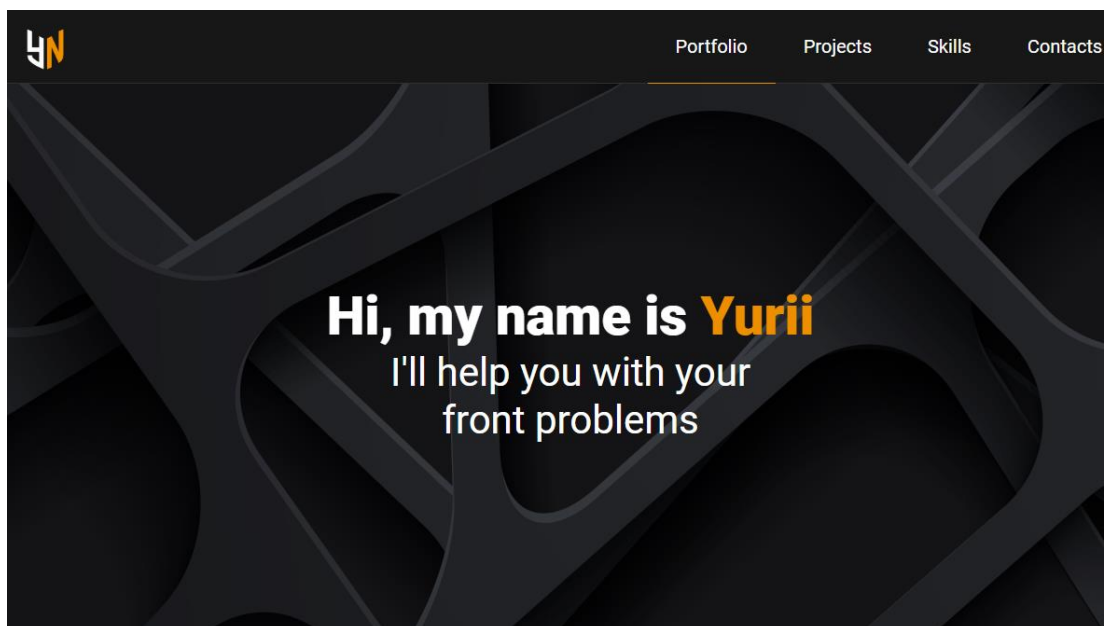 YN
Portfolio Projects Skills Contacts
Hi, my name is Yurii
I'll help you with your
front problems